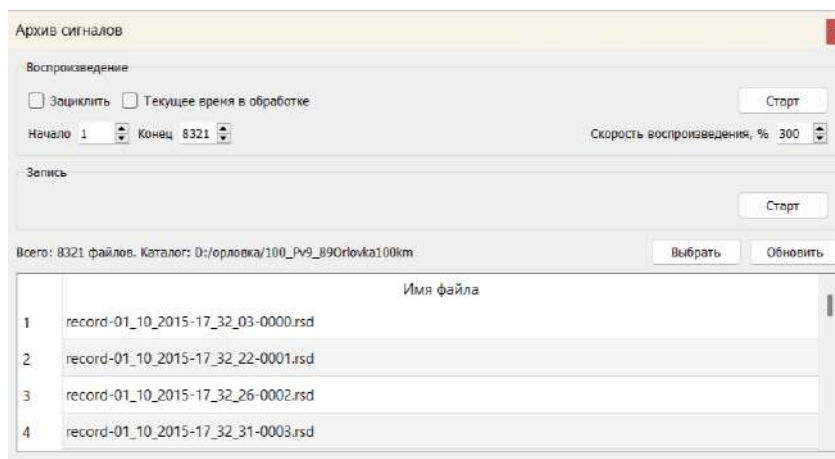 Архив сигналов
Воспроизведение
Зациклить Текущее время в обработке Старт
Начало 1 Конец 8321 Скорость воспроизведения, % 300
Запись
Старт
Всего: 8321 файлов. Каталог: D:/орловка/100_Pv9_89Orlovka100km Выбрать Обновить
Имя файла
1 record-01_10_2015-17_32_03-0000.rsd
2 record-01_10_2015-17_32_22-0001.rsd
3 record-01_10_2015-17_32_26-0002.rsd
4 record-01_10_2015-17_32_31-0003.rsd